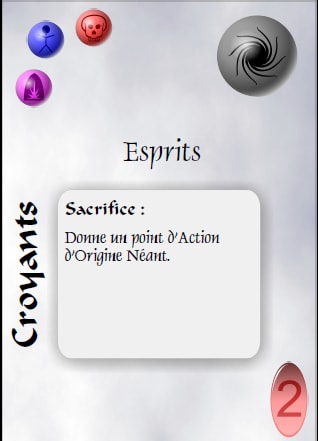 Esprits
Croyants
Sacrifice :
Donne un point d'Action
d'Origine Néant.
2